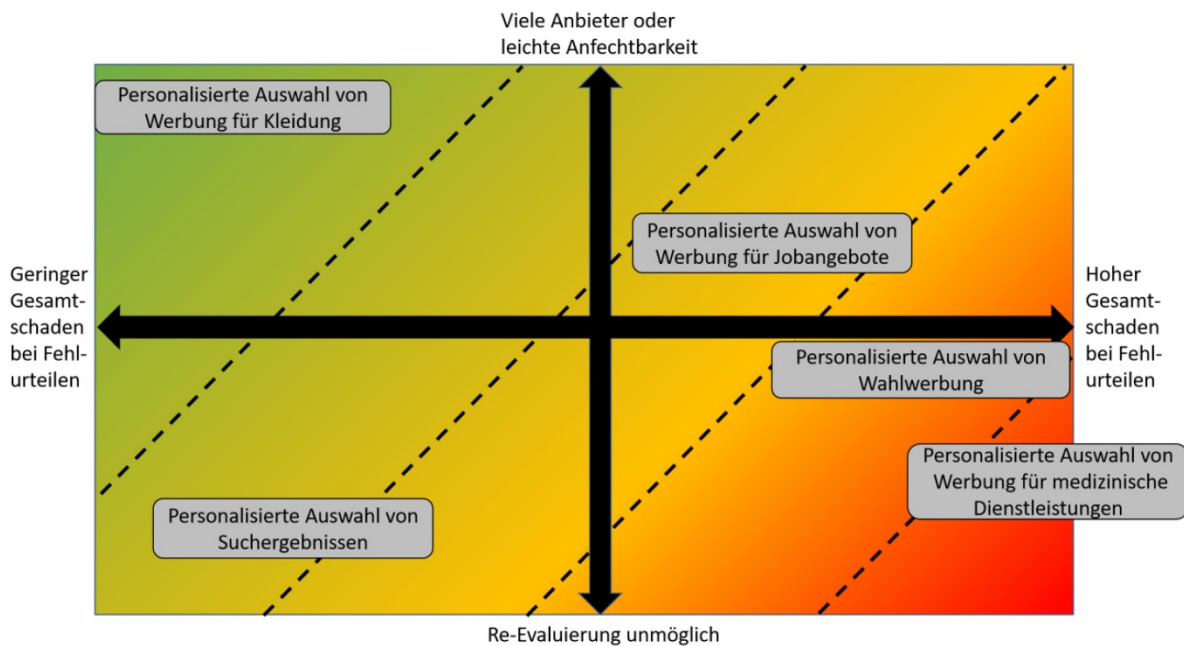 Viele Anbieter oder
leichte Anfechtbarkeit
Personalisierte Auswahl von
Werbung für Kleidung
Personalisierte Auswahl von
Werbung für Jobangebote
Geringer
Gesamt-
schaden
bei Fehl-
urteilen
Hoher
Gesamt-
schaden
bei Fehl-
urteilen
Personalisierte Auswahl von
Wahlwerbung
Personalisierte Auswahl von
Werbung für medizinische
Dienstleistungen
Personalisierte Auswahl von
Suchergebnissen
Re-Evaluierung unmöglich